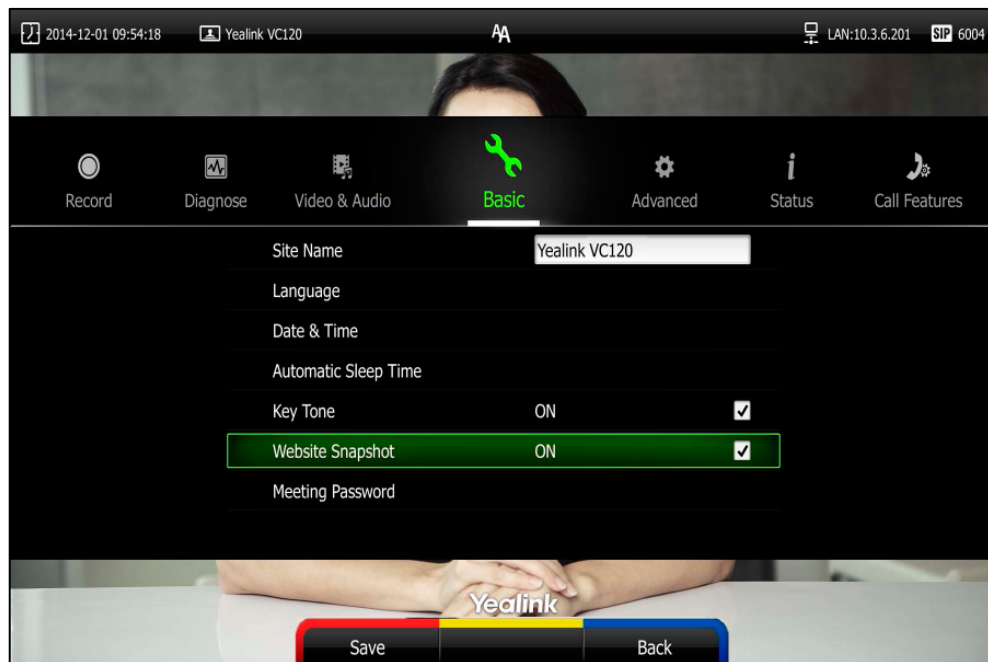 2014-12-01 09:54:18 Yealink VC120 AA LAN:10.3.6.201 SIP 6004
Record Diagnose Video & Audio Basic Advanced Status Call Features
Site Name Yealink VC120
Language
Date & Time
Automatic Sleep Time
Key Tone ON
Website Snapshot ON
Meeting Password
Yealink
Save Back